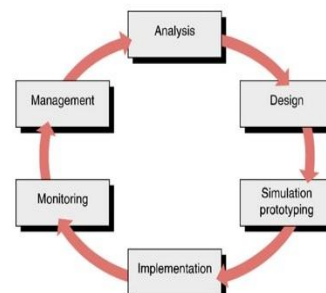 Analysis
Design
Simulation
prototyping
Implementation
Monitoring
Management